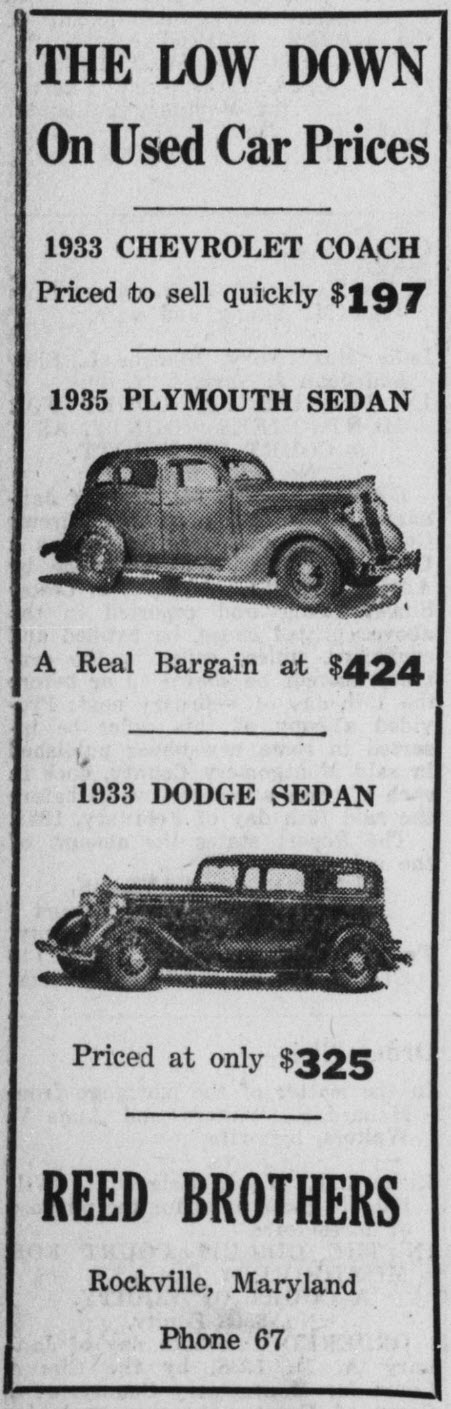 THE LOW DOWN
On Used Car Prices
1933 CHEVROLET COACH
Priced to sell quickly $197
1935 PLYMOUTH SEDAN
A Real Bargain at $424
1933 DODGE SEDAN
Priced at only $325
REED BROTHERS
Rockville, Maryland
Phone 67